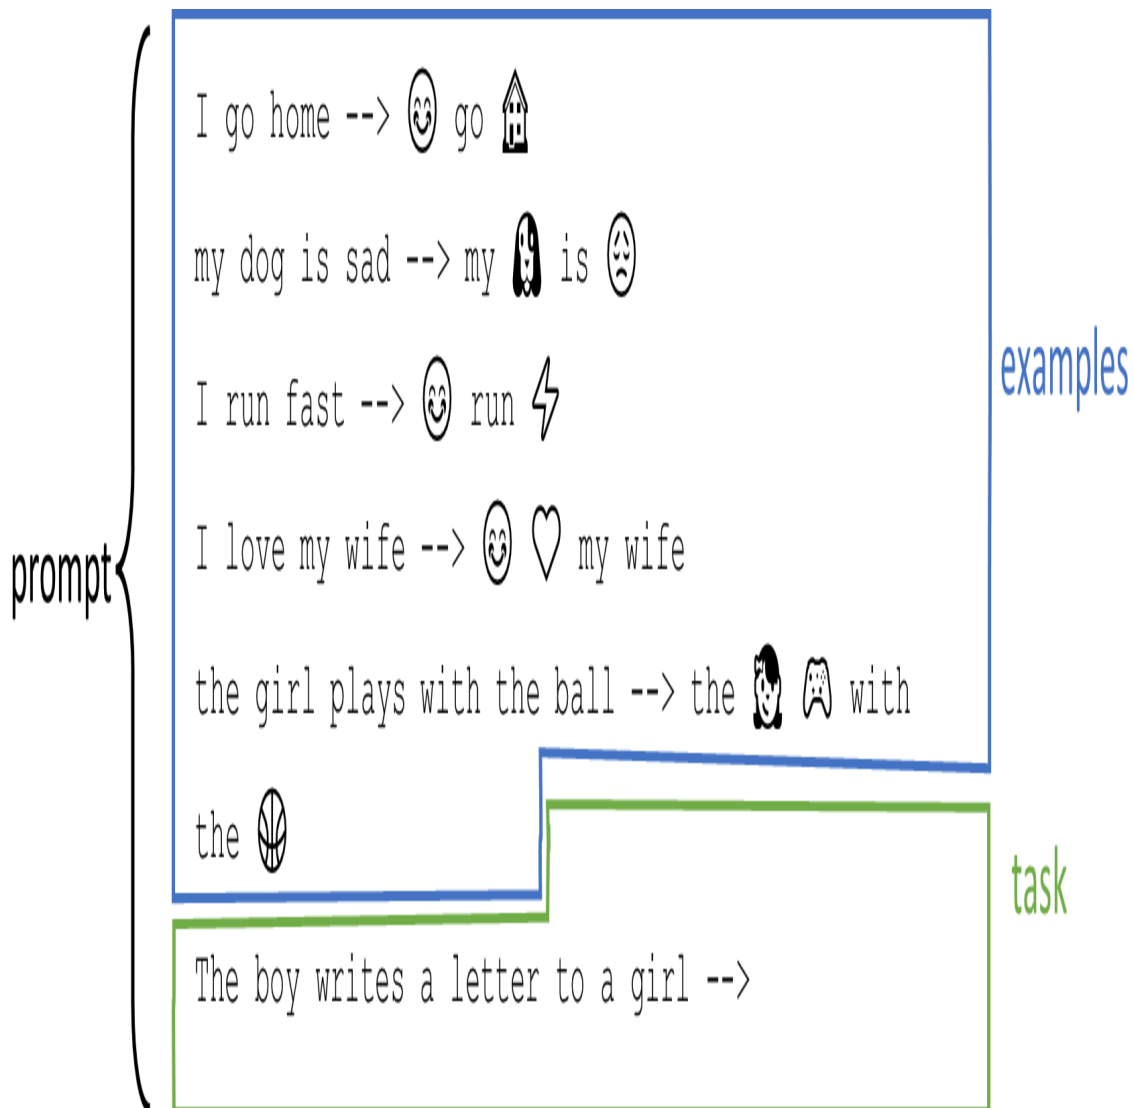 I go home --> 😊 go 🏠
my dog is sad --> my 🐶 is 😔
I run fast --> 😊 run ⚡
I love my wife --> 😊 ♡ my wife
the girl plays with the ball --> the 👧 🎮 with
the 🏀
The boy writes a letter to a girl -->
prompt
examples
task